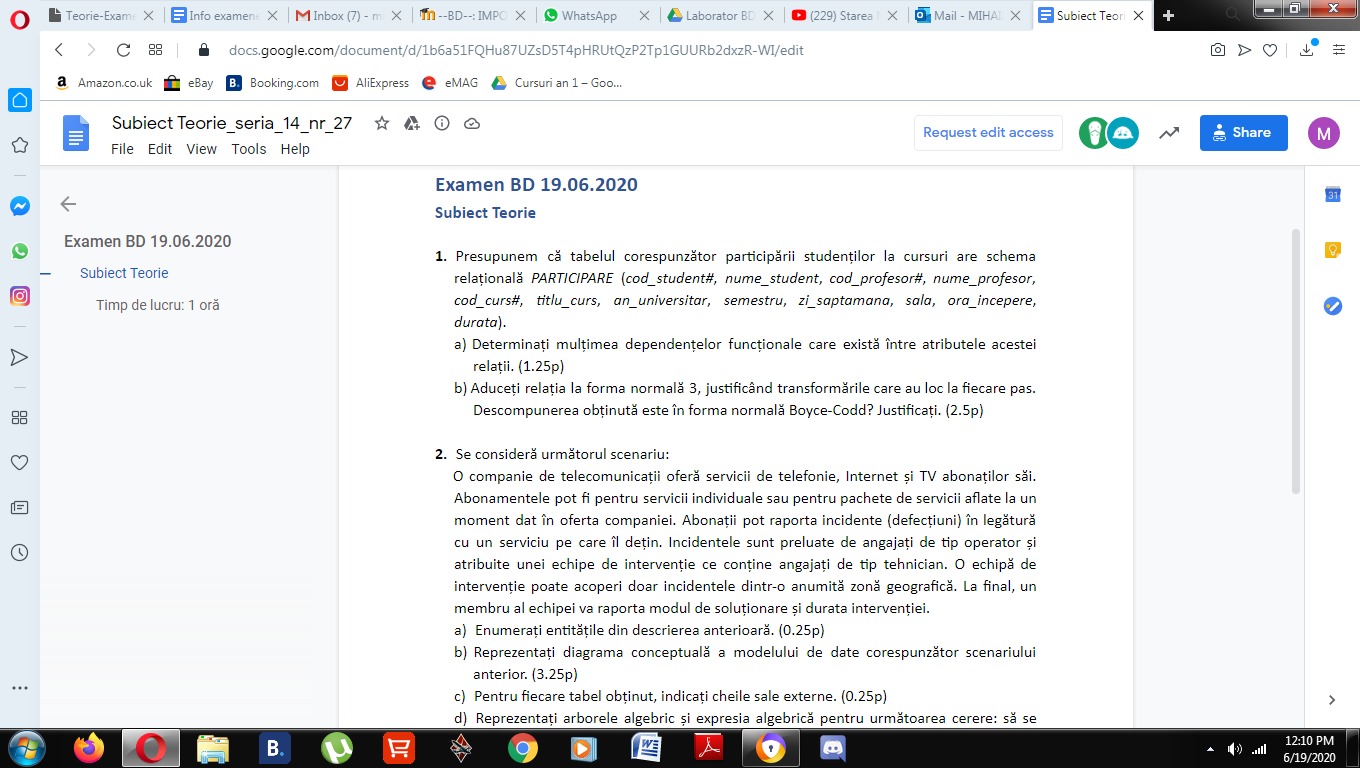 Teorie-Exame
Info examene
Inbox (7) - m
--BD--: IMPO
WhatsApp
Laborator BD
(229) Starea N
Mail - MIHAI
Subiect Teori
docs.google.com/document/d/1b6a51FQHu87UZsD5T4pHRUtQzP2Tp1GUURb2dxzR-WI/edit
Amazon.co.uk
eBay
Booking.com
AliExpress
eMAG
Cursuri an 1 – Goo...
Subiect Teorie_seria_14_nr_27
File Edit View Tools Help
Request edit access
Share
M
Examen BD 19.06.2020
Subiect Teorie
Timp de lucru: 1 oră
Examen BD 19.06.2020
Subiect Teorie
1. Presupunem că tabelul corespunzător participării studenților la cursuri are schema
relațională PARTICIPARE (cod_student#, nume_student, cod_profesor#, nume_profesor,
cod_curs#, titlu_curs, an_universitar, semestru, zi_saptamana, sala, ora_incepere,
durata).
a) Determinați mulțimea dependențelor funcționale care există între atributele acestei
relații. (1.25p)
b) Aduceți relația la forma normală 3, justificând transformările care au loc la fiecare pas.
Descompunerea obținută este în forma normală Boyce-Codd? Justificați. (2.5p)
2. Se consideră următorul scenariu:
O companie de telecomunicații oferă servicii de telefonie, Internet și TV abonaților săi.
Abonamentele pot fi pentru servicii individuale sau pentru pachete de servicii aflate la un
moment dat în oferta companiei. Abonații pot raporta incidente (defecțiuni) în legătură
cu un serviciu pe care îl dețin. Incidentele sunt preluate de angajați de tip operator și
atribuite unei echipe de intervenție ce conține angajați de tip tehnician. O echipă de
intervenție poate acoperi doar incidentele dintr-o anumită zonă geografică. La final, un
membru al echipei va raporta modul de soluționare și durata intervenției.
a) Enumerați entitățile din descrierea anterioară. (0.25p)
b) Reprezentați diagrama conceptuală a modelului de date corespunzător scenariului
anterior. (3.25p)
c) Pentru fiecare tabel obținut, indicați cheile sale externe. (0.25p)
d) Reprezentați arborele algebric și expresia algebrică pentru următoarea cerere: să se
31
B.
12:10 PM
6/19/2020